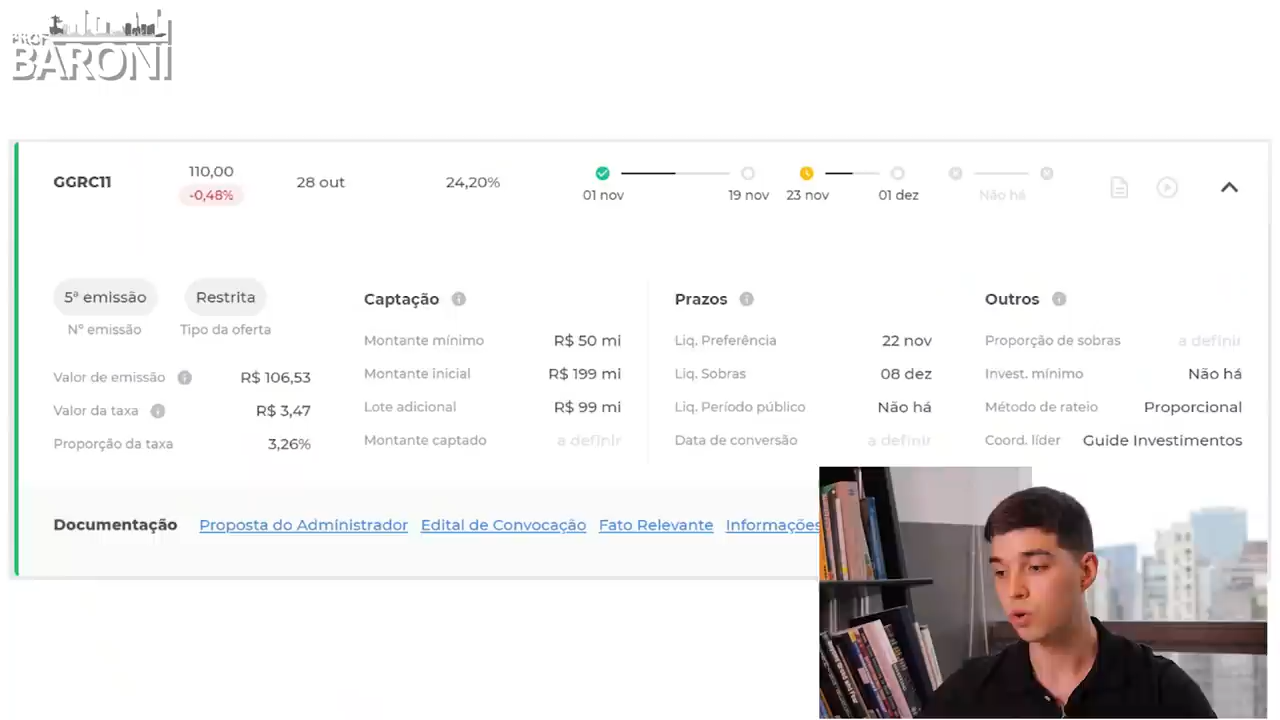 PROF.
BARONI
GGRC11
110,00
-0,48%
28 out
24,20%
01 nov
19 nov
23 nov
01 dez
Não há
5ª emissão
Nº emissão
Restrita
Tipo da oferta
Valor de emissão R$ 106,53
Valor da taxa R$ 3,47
Proporção da taxa 3,26%
Captação
Montante mínimo R$ 50 mi
Montante inicial R$ 199 mi
Lote adicional R$ 99 mi
Montante captado a definir
Prazos
Liq. Preferência 22 nov
Liq. Sobras 08 dez
Liq. Período público Não há
Data de conversão a definir
Outros
Proporção de sobras a definir
Invest. mínimo Não há
Método de rateio Proporcional
Coord. líder Guide Investimentos
Documentação Proposta do Administrador Edital de Convocação Fato Relevante Informações